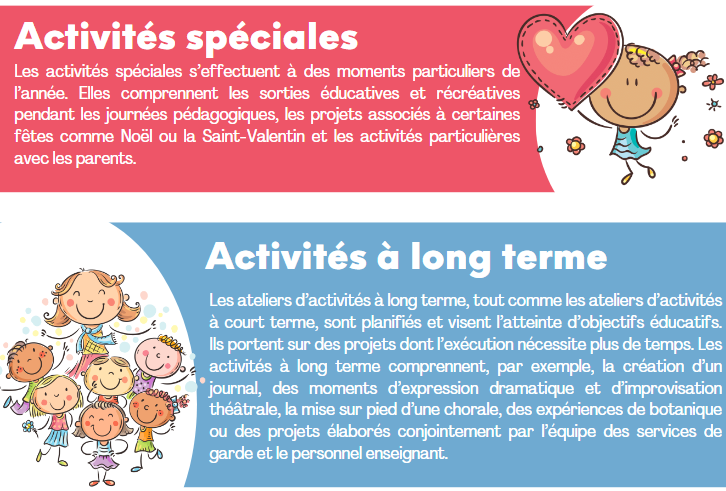 Activités spéciales
Les activités spéciales s’effectuent à des moments particuliers de
l’année. Elles comprennent les sorties éducatives et récréatives
pendant les journées pédagogiques, les projets associés à certaines
fêtes comme Noël ou la Saint-Valentin et les activités particulières
avec les parents.
Activités à long terme
Les ateliers d’activités à long terme, tout comme les ateliers d’activités
à court terme, sont planifiés et visent l’atteinte d’objectifs éducatifs.
Ils portent sur des projets dont l’exécution nécessite plus de temps. Les
activités à long terme comprennent, par exemple, la création d’un
journal, des moments d’expression dramatique et d’improvisation
théâtrale, la mise sur pied d’une chorale, des expériences de botanique
ou des projets élaborés conjointement par l’équipe des services de
garde et le personnel enseignant.